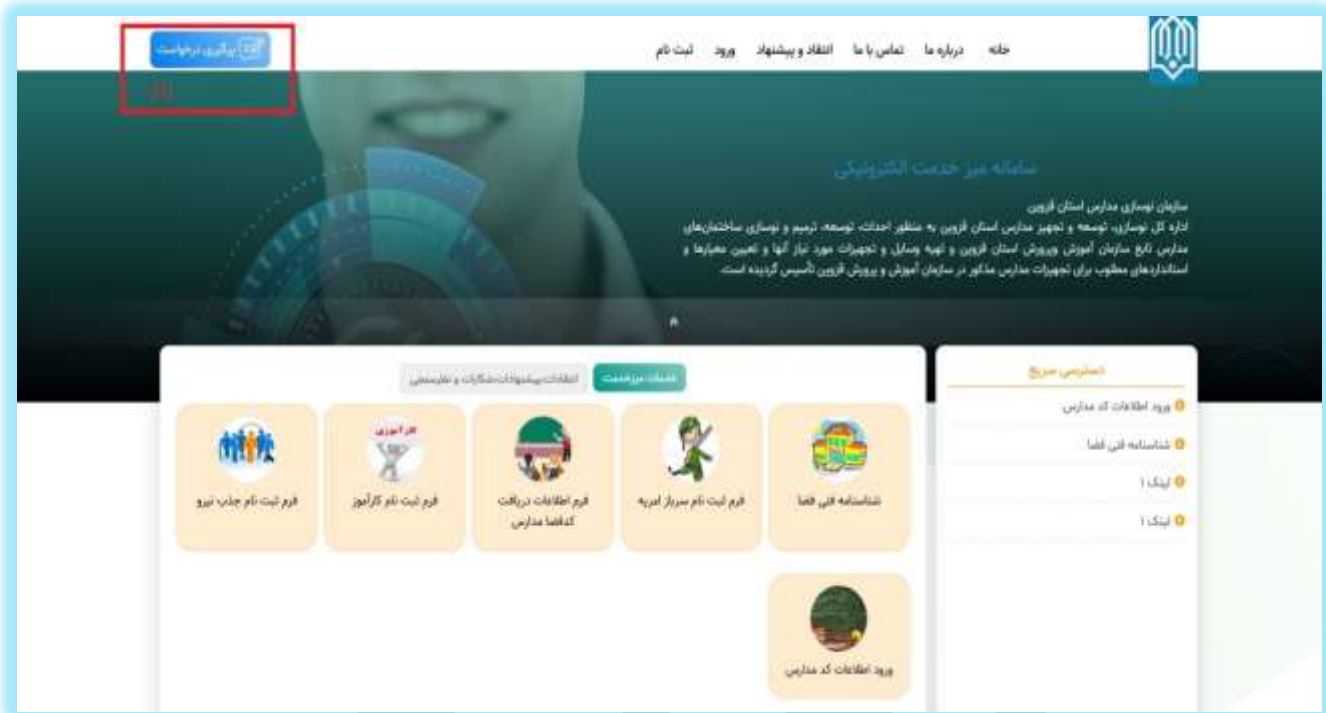 خانه درباره ما تماس با ما انتقاد و پیشنهاد ورود ثبت نام
پیگیری درخواست
سامانه میز خدمت الکترونیکی
سازمان نوسازی مدارس استان قزوین
اداره کل نوسازی، توسعه و تجهیز مدارس استان قزوین به منظور احداث، توسعه، ترمیم و نوسازی ساختمان‌های
مدارس تابع سازمان آموزش وپرورش استان قزوین و تهیه وسایل و تجهیزات مورد نیاز آنها و تعیین معیارها و
استانداردهای مطلوب برای تجهیزات مدارس مذکور در سازمان آموزش و پرورش قزوین تأسیس گردیده است.
دسترسی سریع
ورود اطلاعات کد مدارس
شناسنامه فنی فضا
لینک ۱
لینک ۱
خدمات میزخدمت
انتقادات،پیشنهادات،شکایات و نظرسنجی
شناسنامه فنی فضا
فرم ثبت نام سرباز امریه
فرم اطلاعات دریافت
کدفضا مدارس
کارآموزی
فرم ثبت نام کارآموز
فرم ثبت نام جذب نیرو
ورود اطلاعات کد مدارس